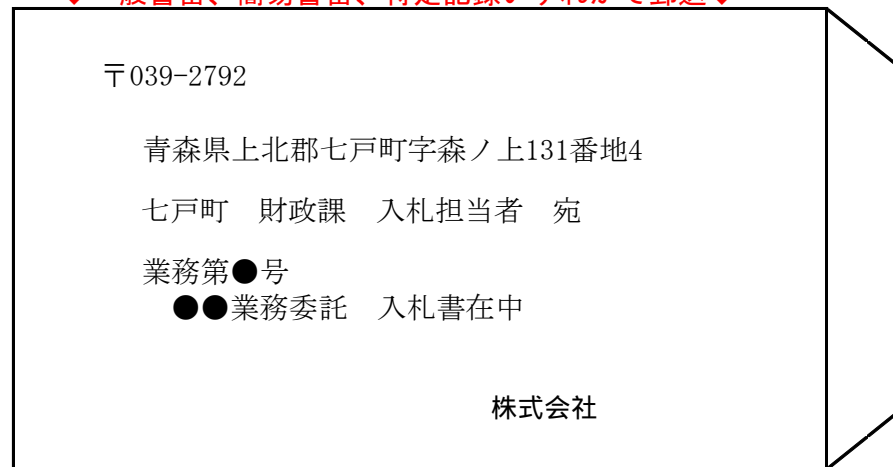 〒039-2792
青森県上北郡七戸町字森ノ上131番地4
七戸町　財政課　入札担当者　宛
業務第●号
●●業務委託　入札書在中
株式会社